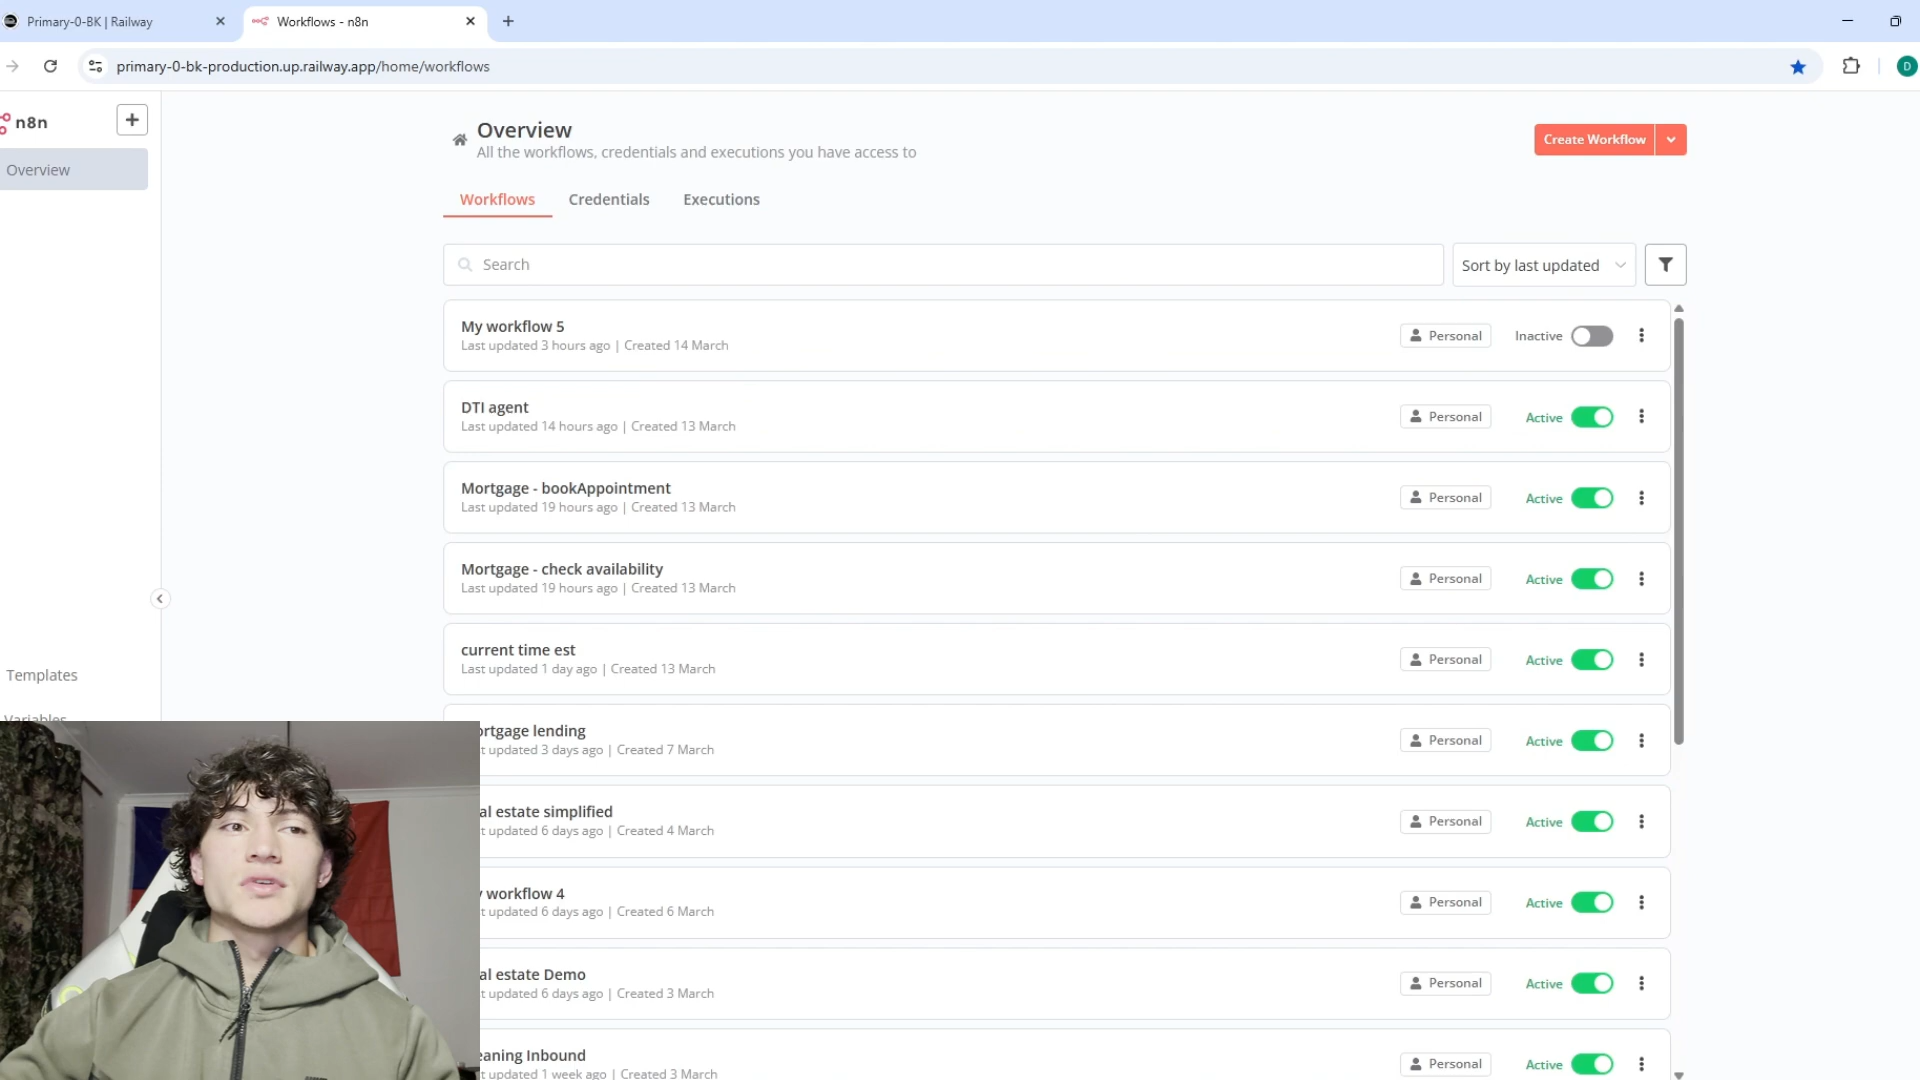 Primary-0-BK | Railway
Workflows - n8n
primary-0-bk-production.up.railway.app/home/workflows
D
n8n
Overview
Overview
All the workflows, credentials and executions you have access to
Create Workflow
Workflows Credentials Executions
Search
Sort by last updated
My workflow 5
Last updated 3 hours ago | Created 14 March
Personal
Inactive
DTI agent
Last updated 14 hours ago | Created 13 March
Personal
Active
Mortgage - bookAppointment
Last updated 19 hours ago | Created 13 March
Personal
Active
Mortgage - check availability
Last updated 19 hours ago | Created 13 March
Personal
Active
current time est
Last updated 1 day ago | Created 13 March
Personal
Active
ortgage lending
t updated 3 days ago | Created 7 March
Personal
Active
al estate simplified
t updated 6 days ago | Created 4 March
Personal
Active
y workflow 4
t updated 6 days ago | Created 6 March
Personal
Active
al estate Demo
t updated 6 days ago | Created 3 March
Personal
Active
eaning Inbound
t updated 1 week ago | Created 3 March
Personal
Active
Templates
Variables